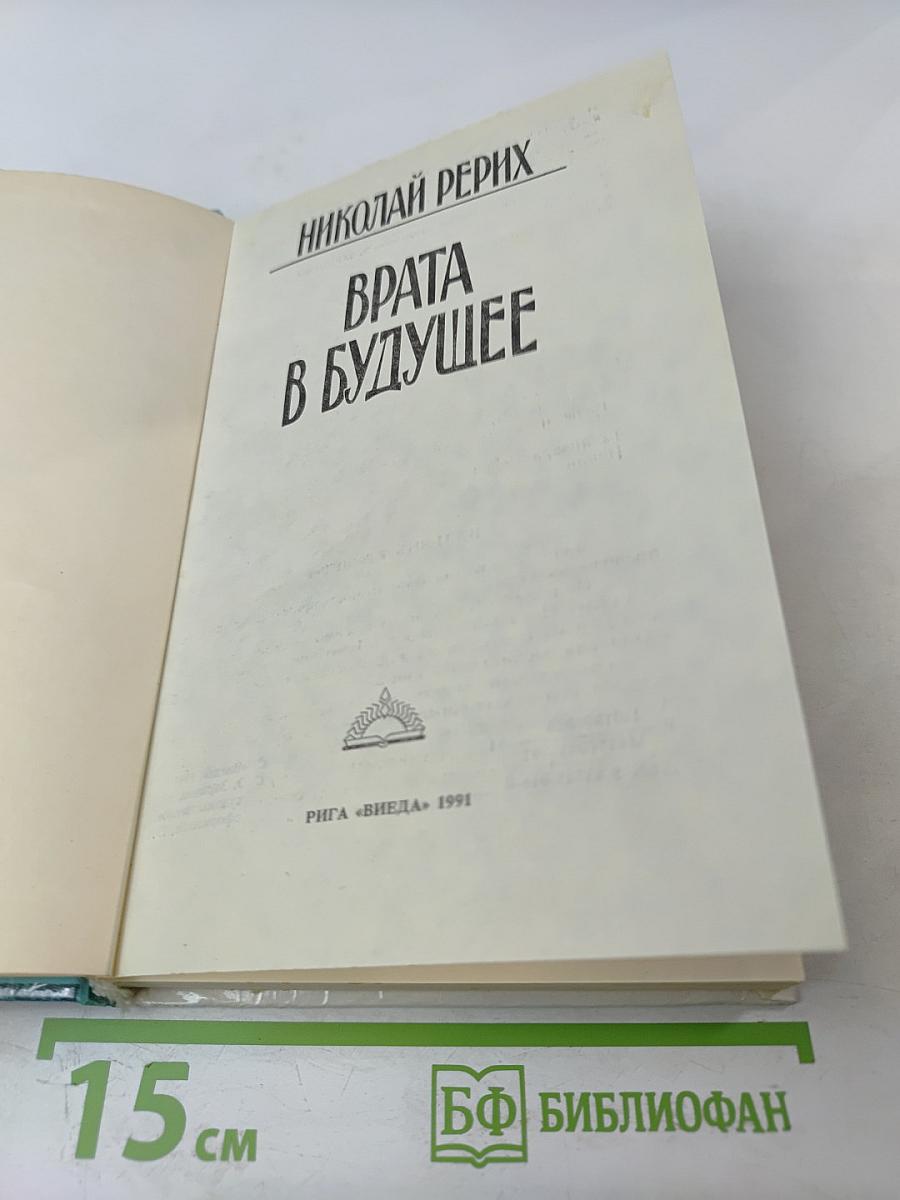 НИКОЛАЙ РЕРИХ
ВРАТА
В БУДУЩЕЕ
РИГА «ВИЕДА» 1991
15 см
БФ БИБЛИОФАН